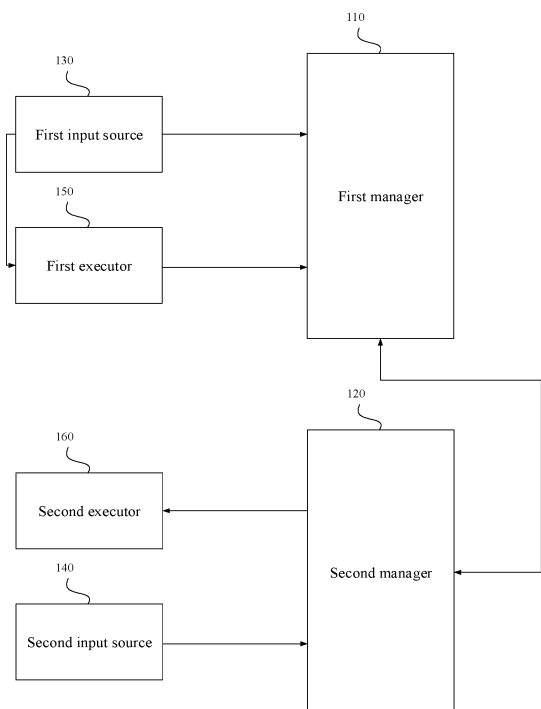 110
130
First input source
150
First manager
First executor
120
160
Second executor
140
Second manager
Second input source